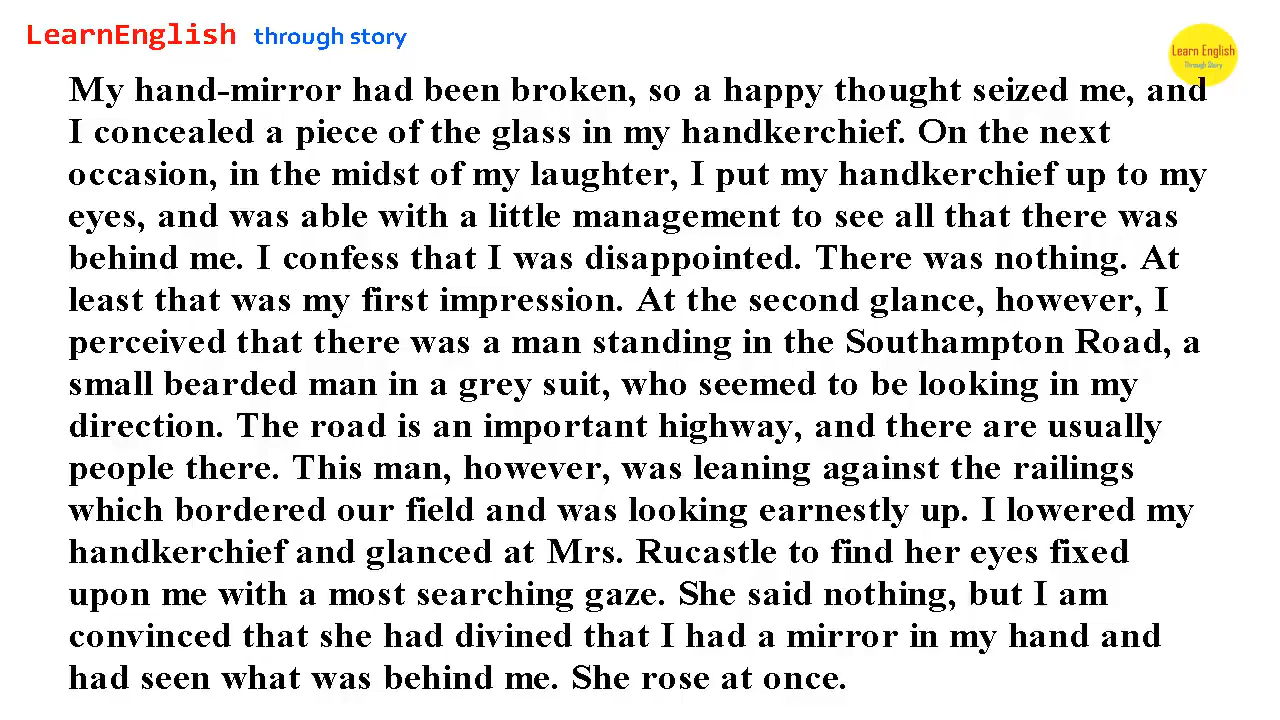 LearnEnglish through story
Learn English
Through Story
My hand-mirror had been broken, so a happy thought seized me, and
I concealed a piece of the glass in my handkerchief. On the next
occasion, in the midst of my laughter, I put my handkerchief up to my
eyes, and was able with a little management to see all that there was
behind me. I confess that I was disappointed. There was nothing. At
least that was my first impression. At the second glance, however, I
perceived that there was a man standing in the Southampton Road, a
small bearded man in a grey suit, who seemed to be looking in my
direction. The road is an important highway, and there are usually
people there. This man, however, was leaning against the railings
which bordered our field and was looking earnestly up. I lowered my
handkerchief and glanced at Mrs. Rucastle to find her eyes fixed
upon me with a most searching gaze. She said nothing, but I am
convinced that she had divined that I had a mirror in my hand and
had seen what was behind me. She rose at once.